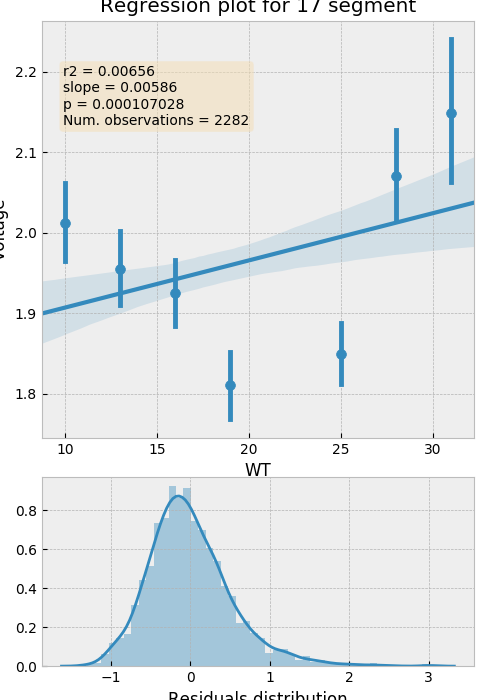 Regression plot for 17 segment
r2 = 0.00656
slope = 0.00586
p = 0.000107028
Num. observations = 2282
2.2
2.1
2.0
1.9
1.8
Voltage
10 15 20 25 30
WT
0.8
0.6
0.4
0.2
0.0
−1 0 1 2 3
Residuals distribution